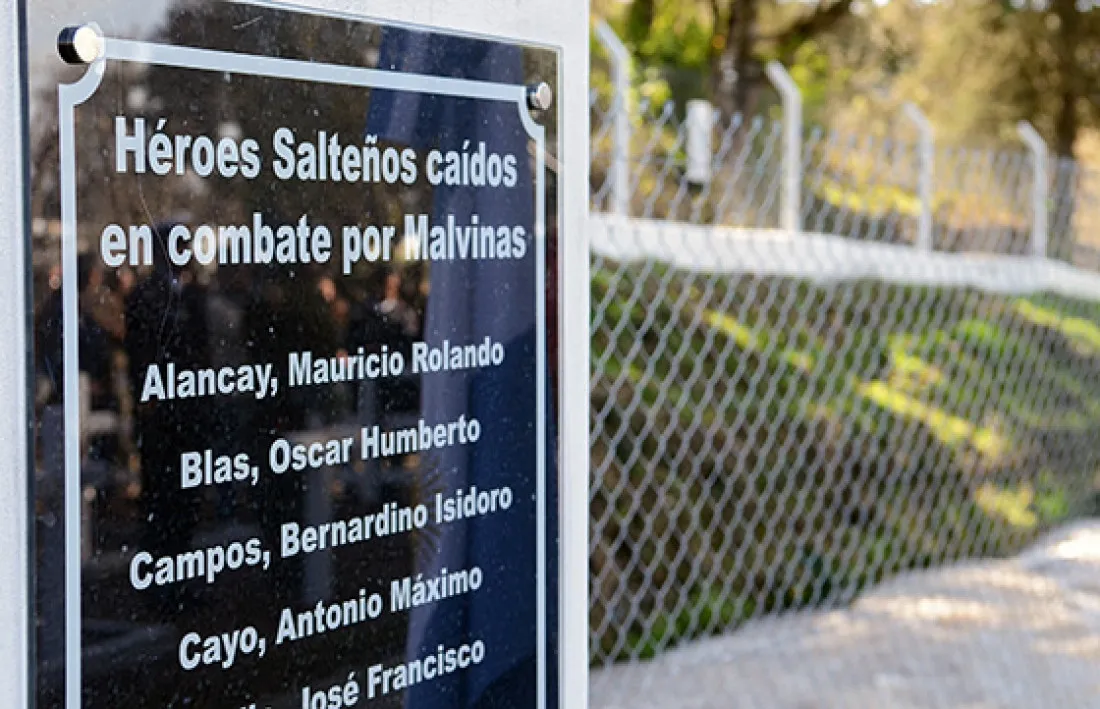 Héroes Salteños caídos
en combate por Malvinas
Alancay, Mauricio Rolando
Blas, Oscar Humberto
Campos, Bernardino Isidoro
Cayo, Antonio Máximo
José Francisco